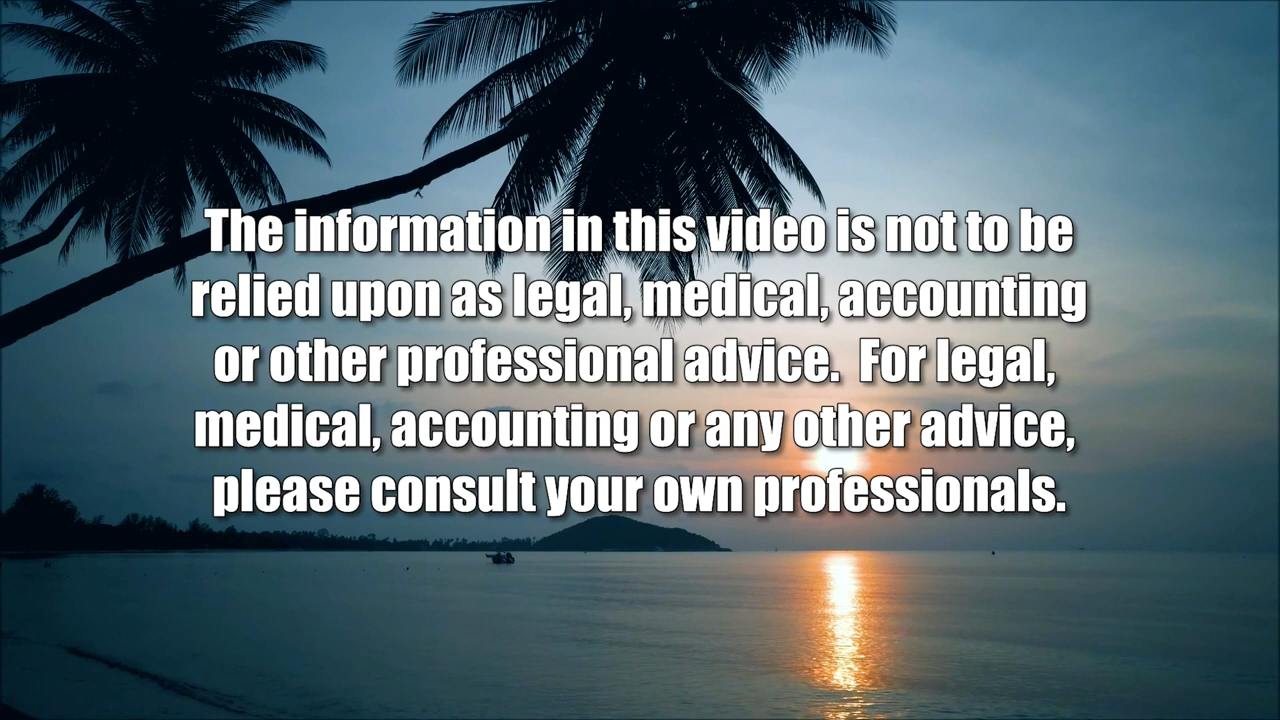 The information in this video is not to be
relied upon as legal, medical, accounting
or other professional advice.  For legal,
medical, accounting or any other advice,
please consult your own professionals.